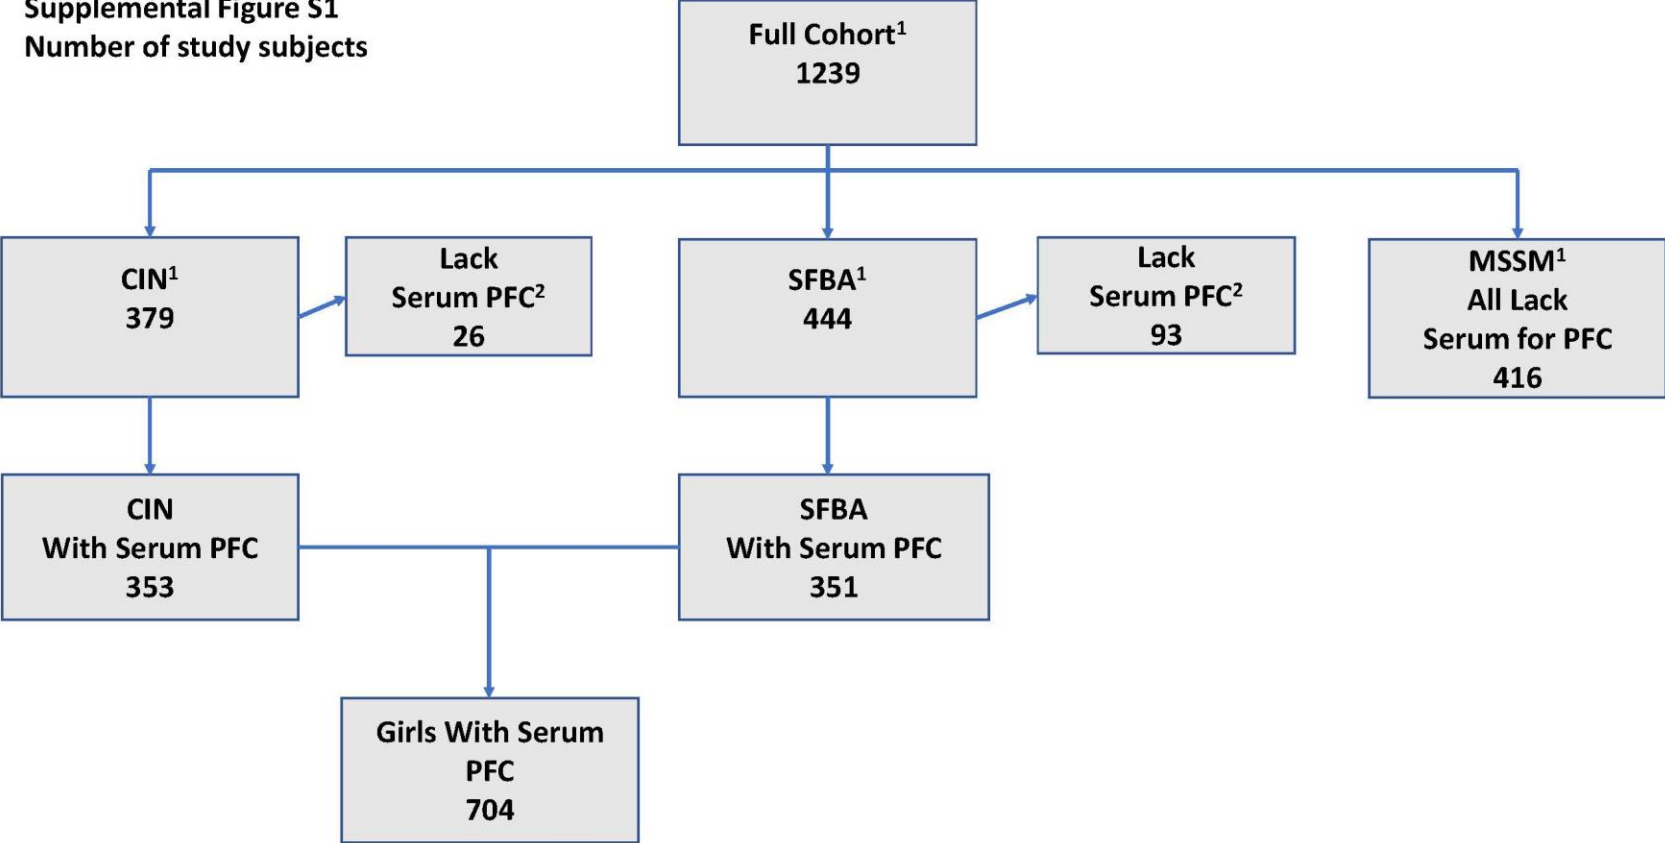 Supplemental Figure S1
Number of study subjects
Full Cohort¹
1239
CIN¹
379
Lack
Serum PFC²
26
SFBA¹
444
Lack
Serum PFC²
93
MSSM¹
All Lack
Serum for PFC
416
CIN
With Serum PFC
353
SFBA
With Serum PFC
351
Girls With Serum
PFC
704